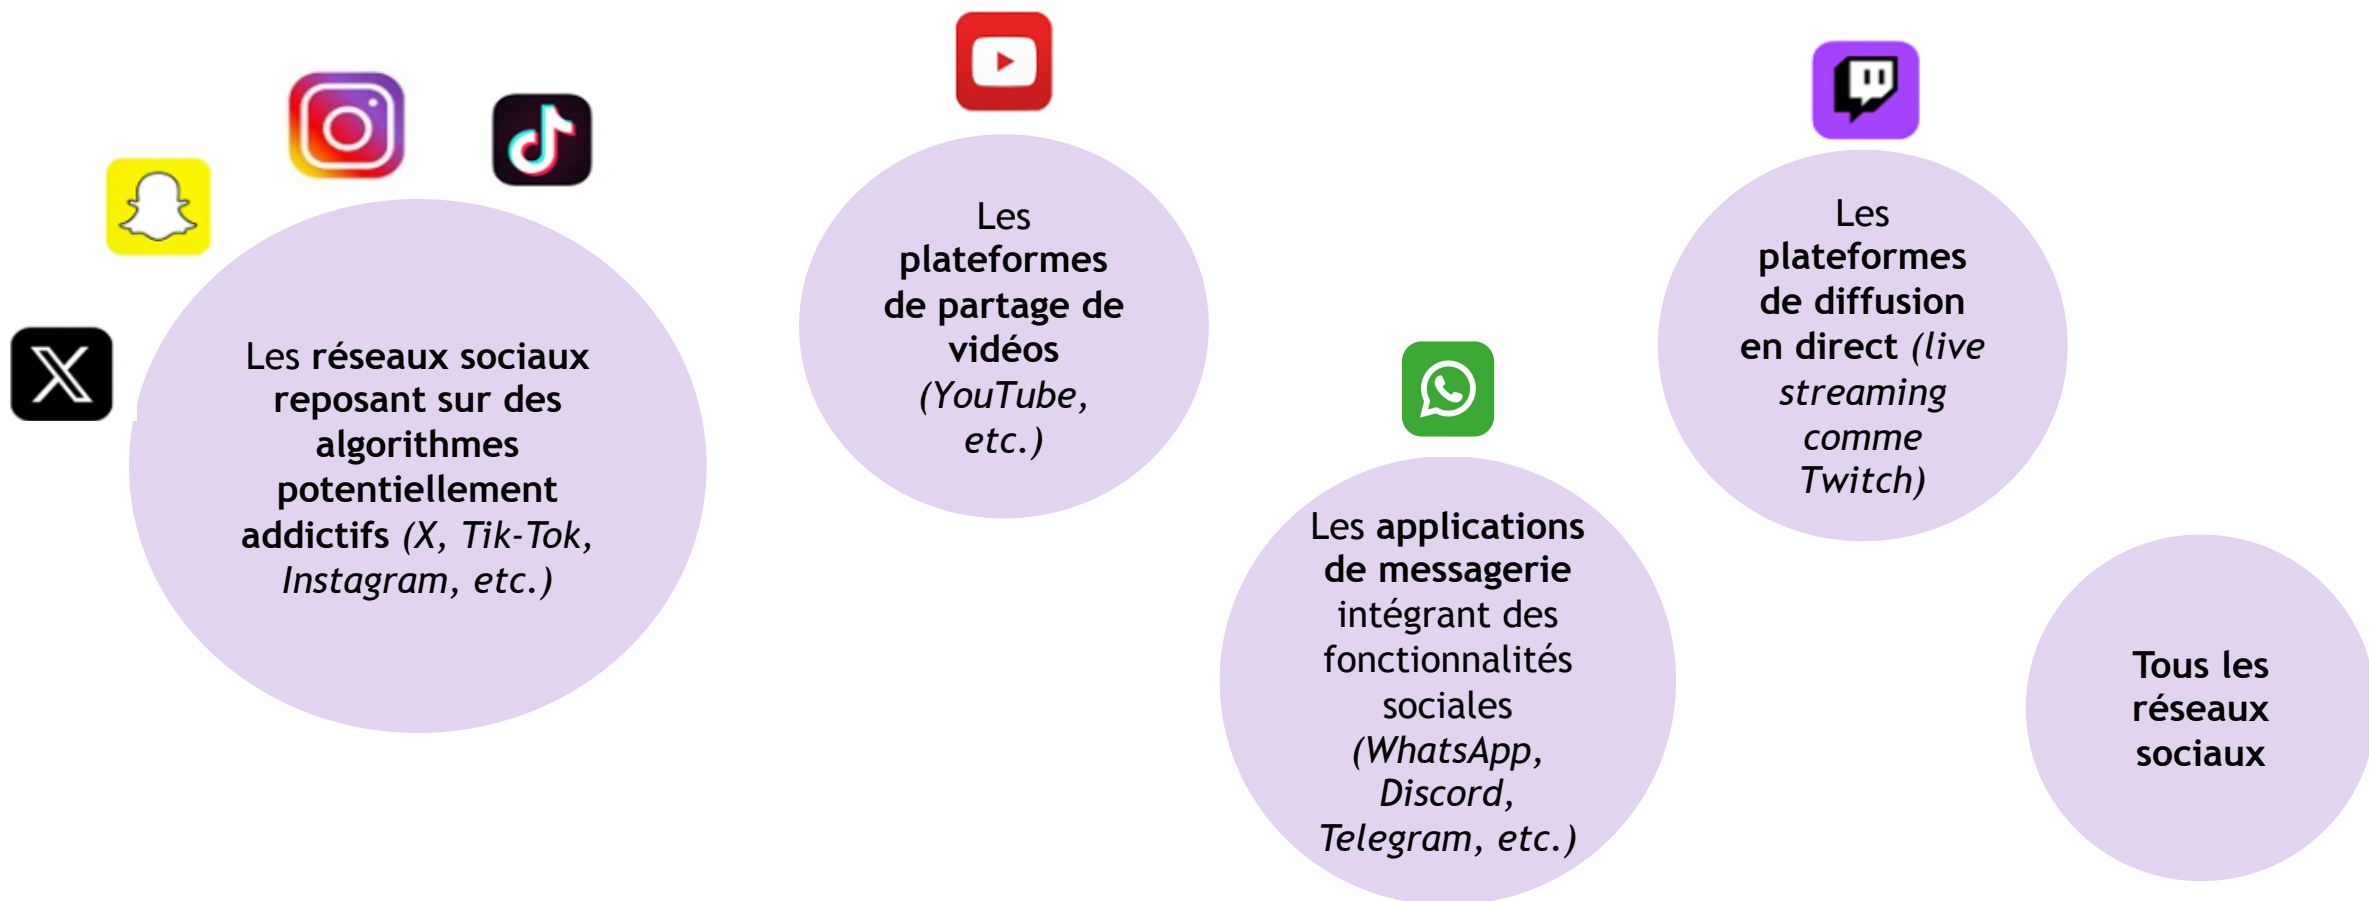 Les réseaux sociaux
reposant sur des
algorithmes
potentiellement
addictifs (X, Tik-Tok,
Instagram, etc.)
Les
plateformes
de partage de
vidéos
(YouTube,
etc.)
Les applications
de messagerie
intégrant des
fonctionnalités
sociales
(WhatsApp,
Discord,
Telegram, etc.)
Les
plateformes
de diffusion
en direct (live
streaming
comme
Twitch)
Tous les
réseaux
sociaux